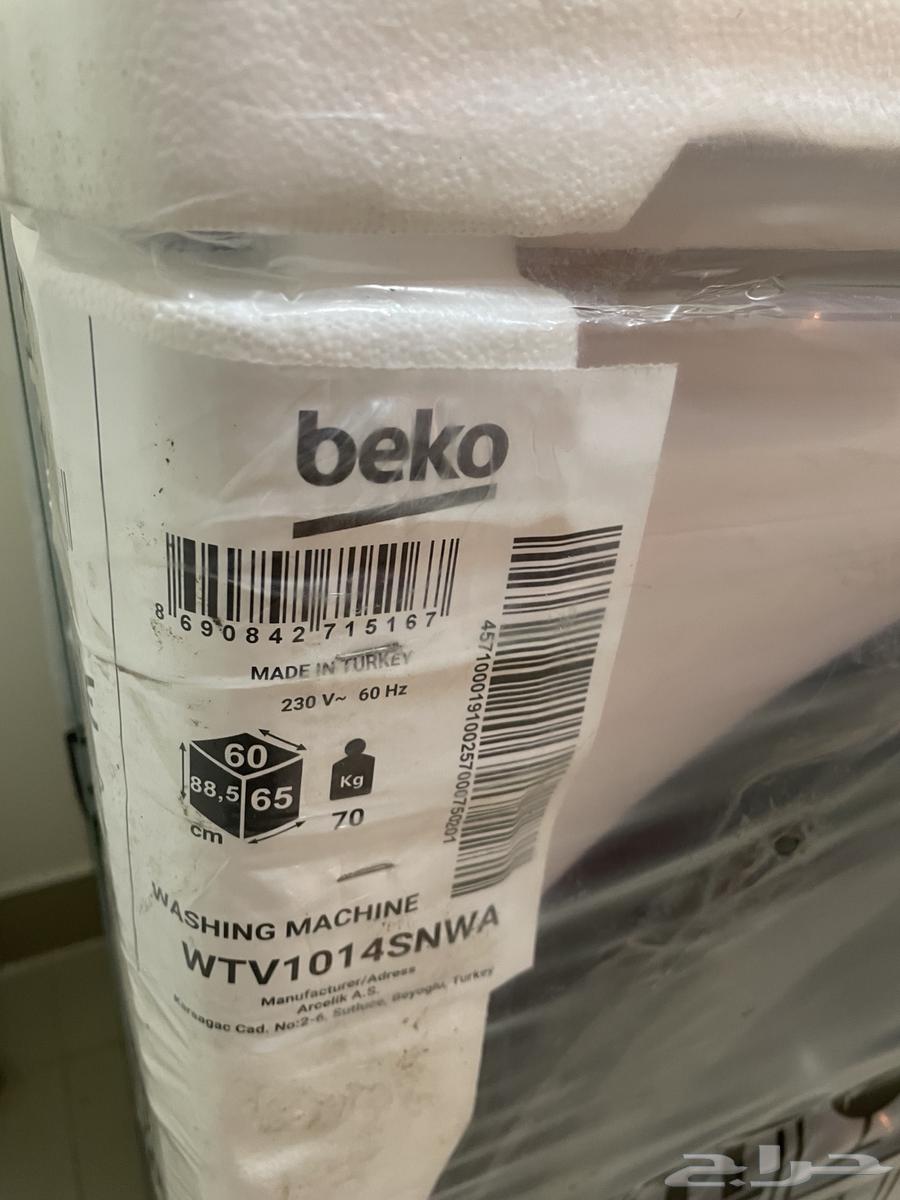 beko
8 690842 715167
MADE IN TURKEY
230 V~ 60 Hz
60
88,5
65
cm
Kg
70
457100019100257000750201
WASHING MACHINE
WTV1014SNWA
Manufacturer/Adress
Arcelik A.S.
Karaagac Cad. No:2-6, Sutluce, Beyoglu, Turkey
حراج